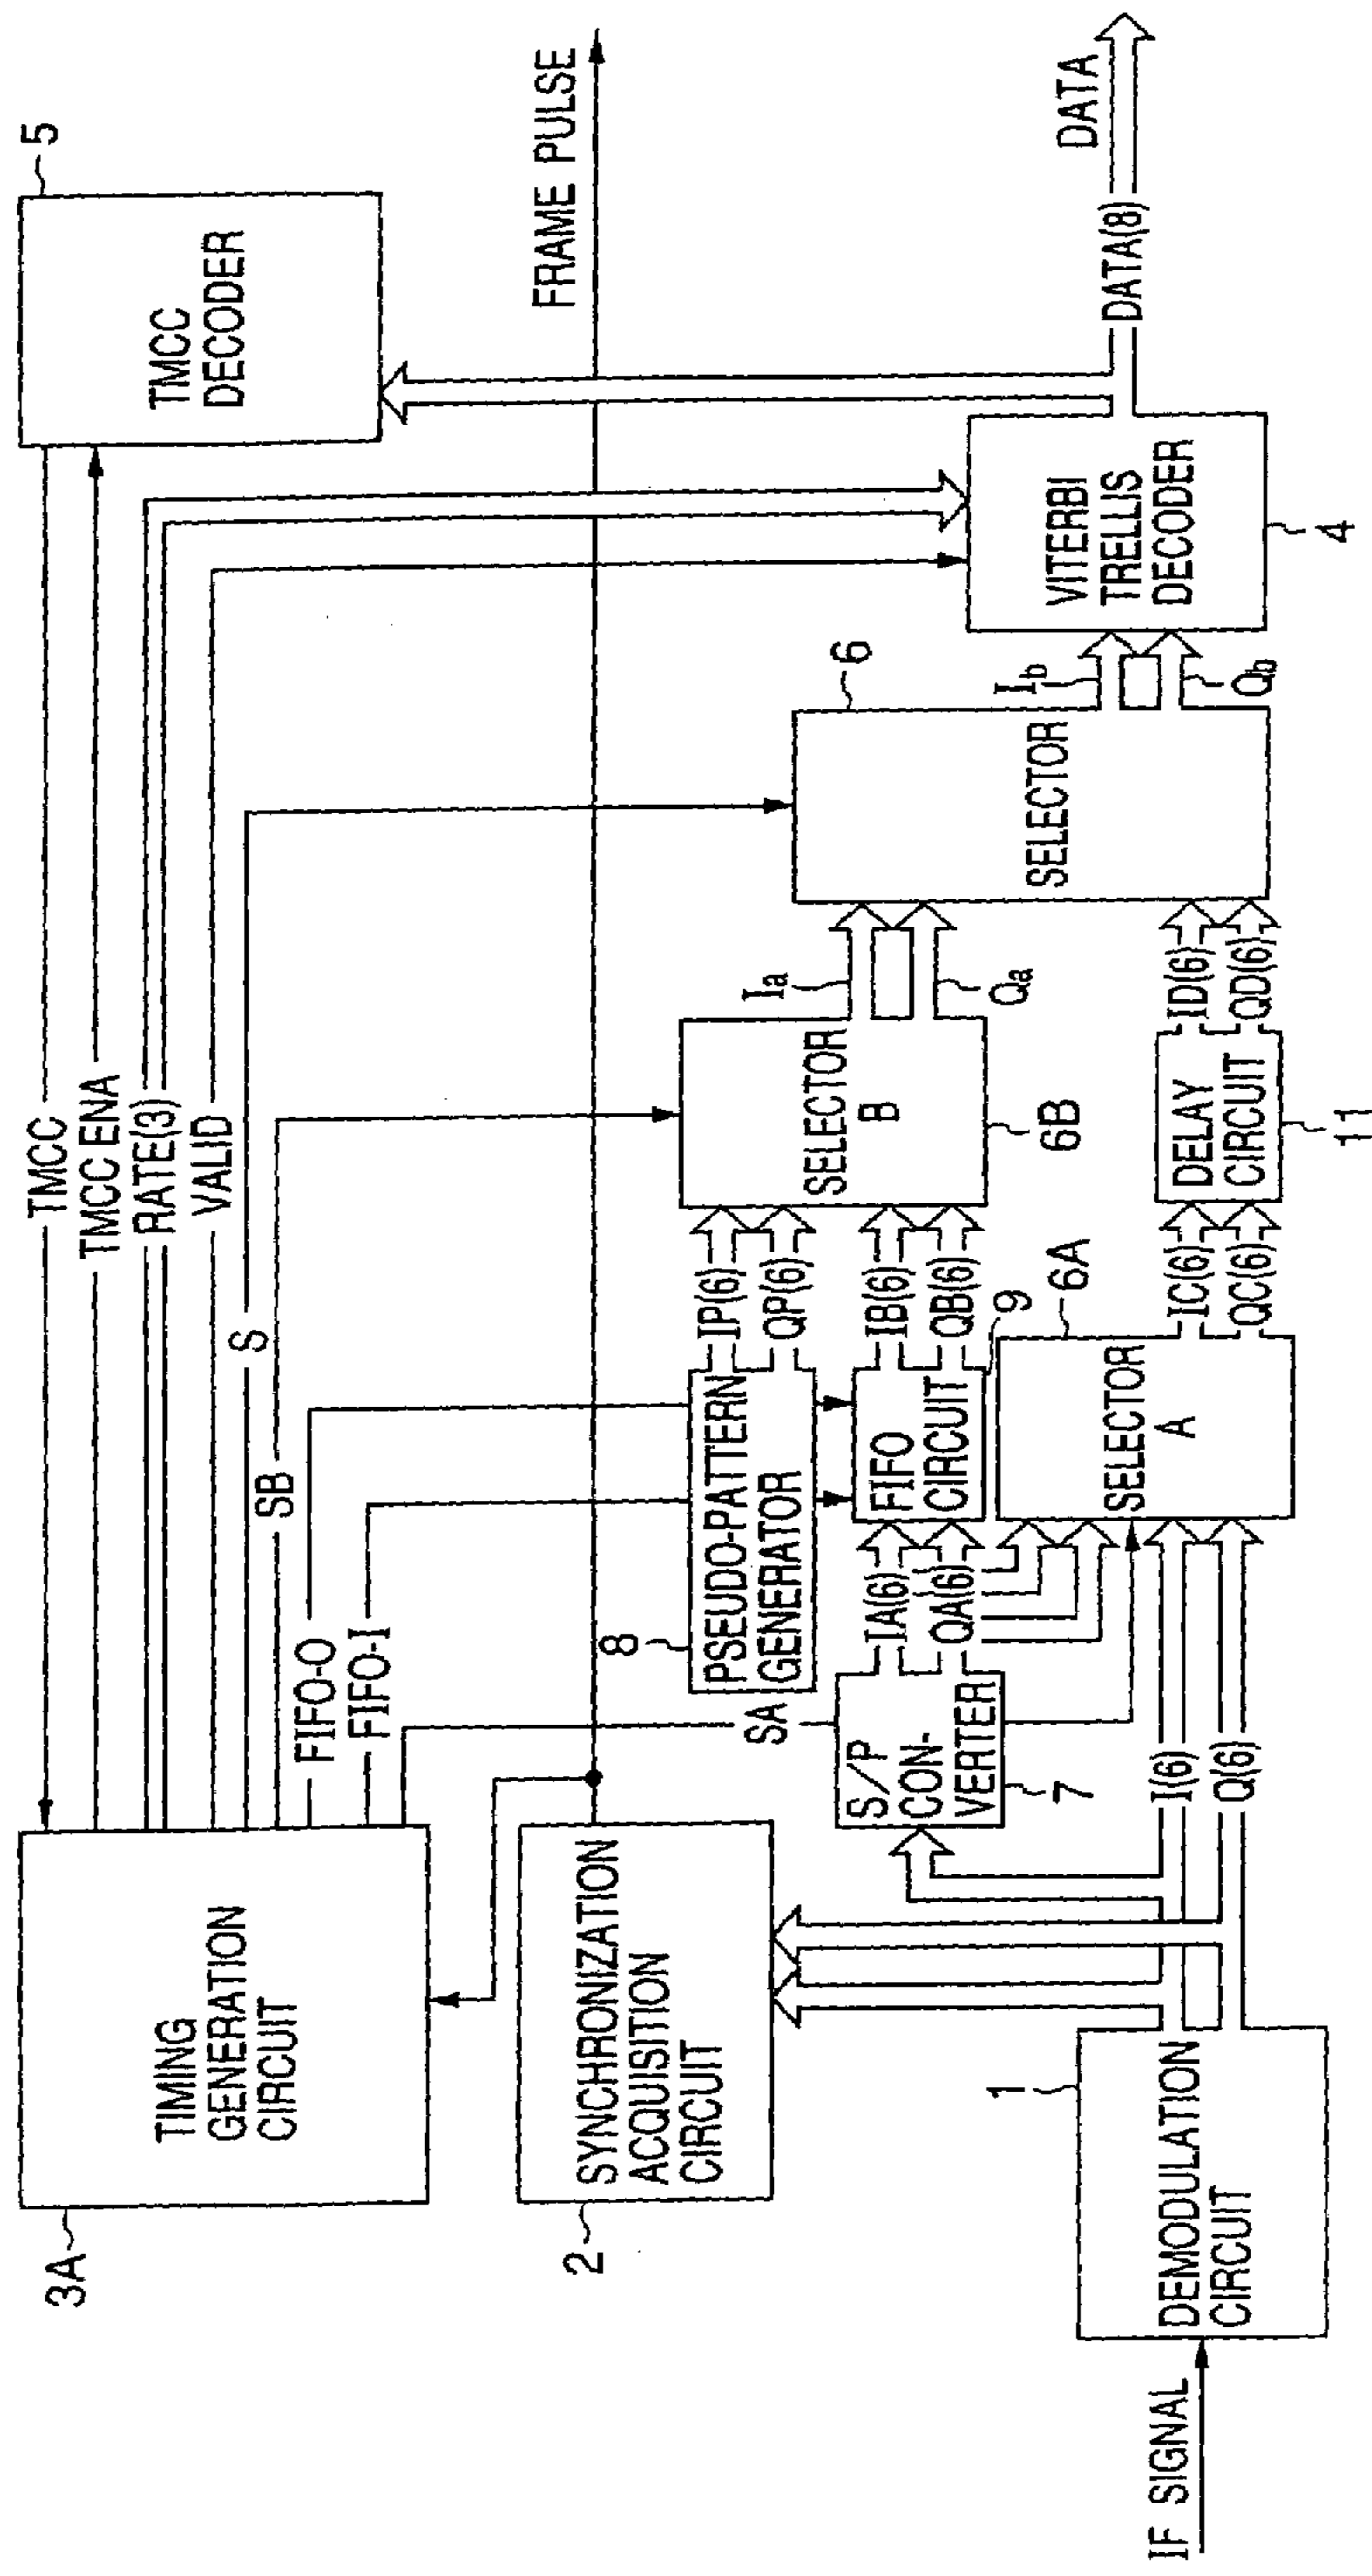 3A
TIMING
GENERATION
CIRCUIT
TMCC
TMCC ENA
RATE(3)
VALID
S
SB
FIFO-O
FIFO-I
5
TMCC
DECODER
2
SYNCHRONIZATION
ACQUISITION
CIRCUIT
FRAME PULSE
SA
8
PSEUDO-PATTERN
GENERATOR
IP(6)
QP(6)
SELECTOR
B
6B
Ia
Qa
S/P
CON-
VERTER
7
IA(6)
QA(6)
FIFO
CIRCUIT
9
IB(6)
QB(6)
6
SELECTOR
Ib
Qb
VITERBI
TRELLIS
DECODER
4
DATA(8)
DATA
IF SIGNAL
1
DEMODULATION
CIRCUIT
I(6)
Q(6)
SELECTOR
A
6A
IC(6)
QC(6)
DELAY
CIRCUIT
11
ID(6)
QD(6)